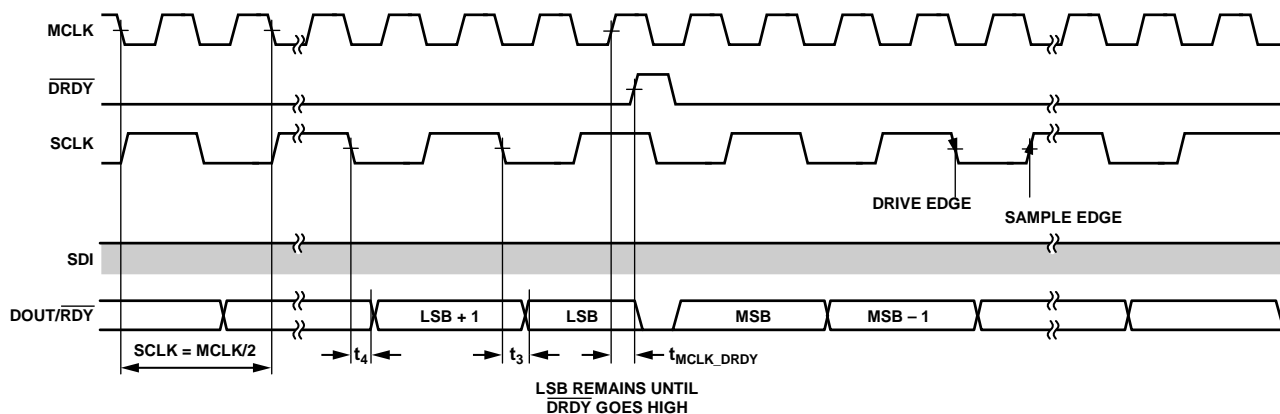 MCLK
DRDY
SCLK
DRIVE EDGE
SAMPLE EDGE
SDI
DOUT/RDY
LSB + 1
LSB
MSB
MSB – 1
SCLK = MCLK/2
t4
t3
tMCLK_DRDY
LSB REMAINS UNTIL
DRDY GOES HIGH